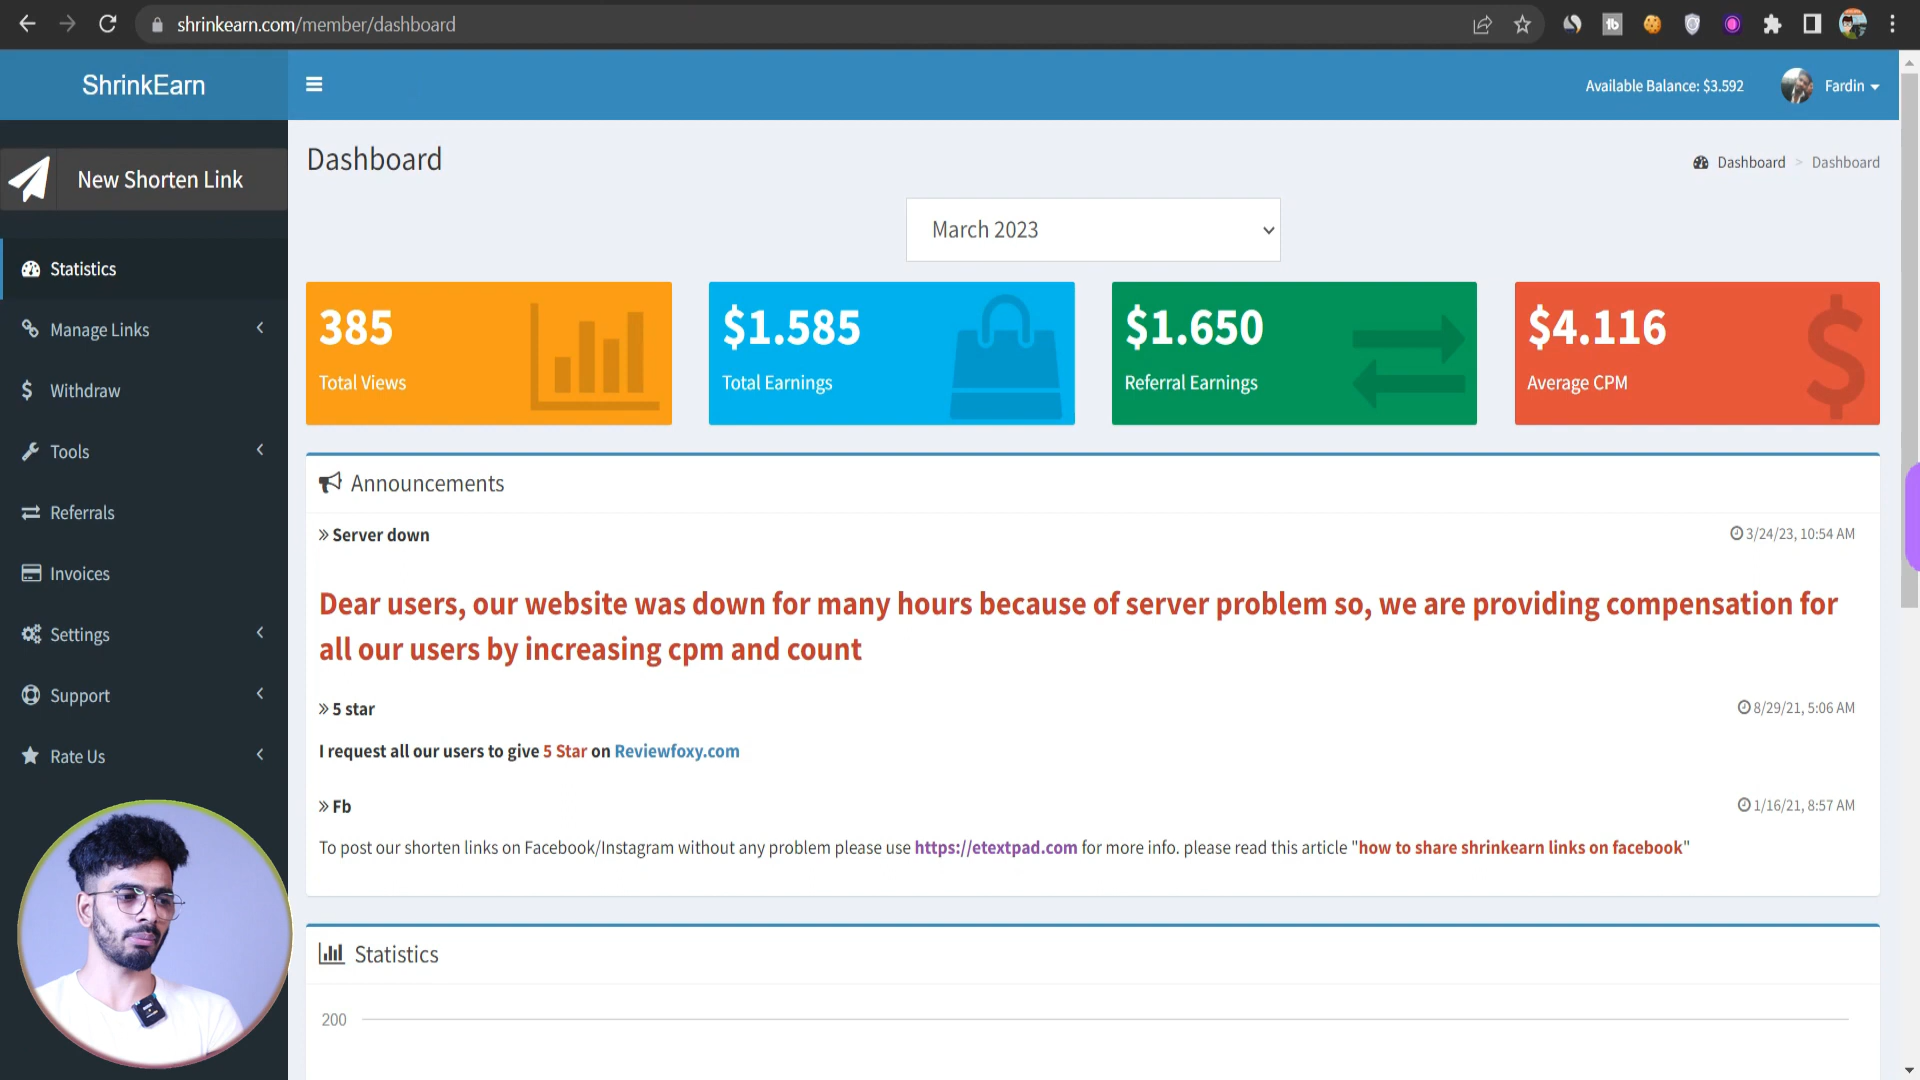 shrinkearn.com/member/dashboard
ShrinkEarn
Available Balance: $3.592
Fardin
New Shorten Link
Dashboard
Dashboard > Dashboard
March 2023
Statistics
Manage Links
Withdraw
Tools
Referrals
Invoices
Settings
Support
Rate Us
385
Total Views
$1.585
Total Earnings
$1.650
Referral Earnings
$4.116
Average CPM
Announcements
» Server down
3/24/23, 10:54 AM
Dear users, our website was down for many hours because of server problem so, we are providing compensation for
all our users by increasing cpm and count
» 5 star
8/29/21, 5:06 AM
I request all our users to give 5 Star on Reviewfoxy.com
» Fb
1/16/21, 8:57 AM
To post our shorten links on Facebook/Instagram without any problem please use https://etextpad.com for more info. please read this article "how to share shrinkearn links on facebook"
Statistics
200